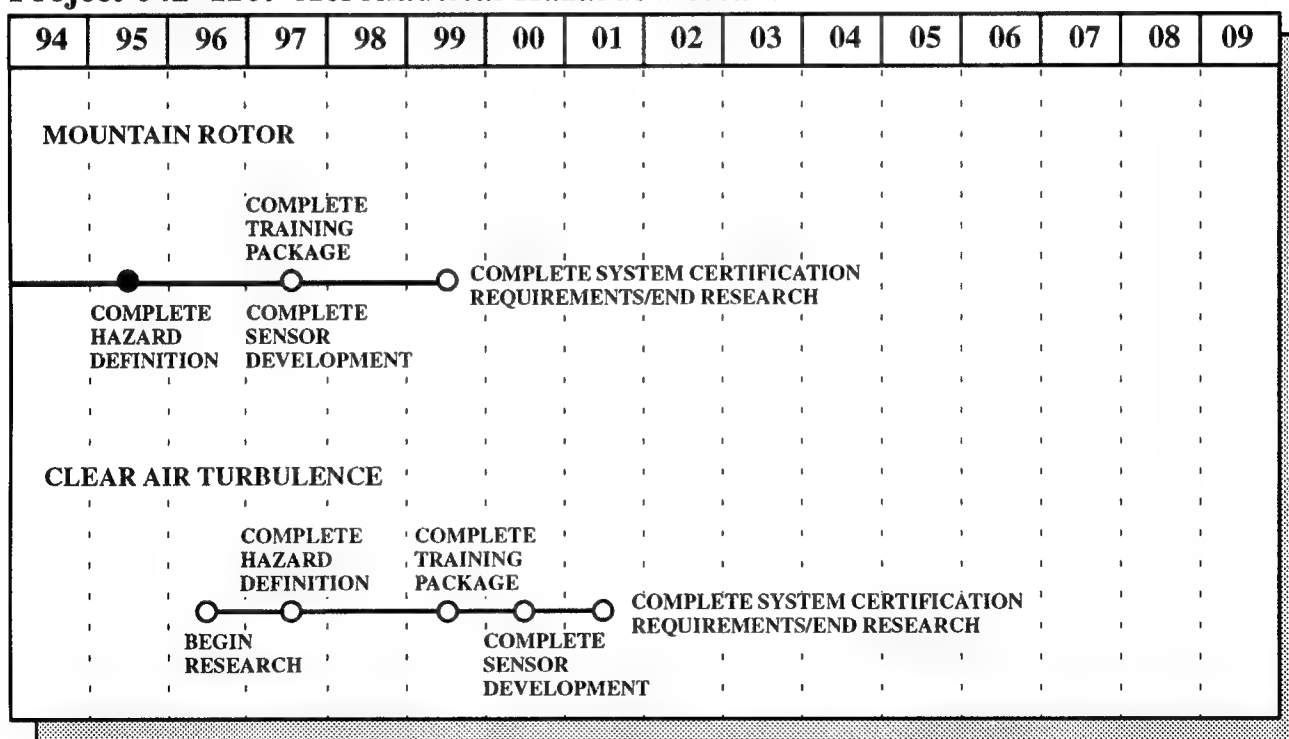 94 95 96 97 98 99 00 01 02 03 04 05 06 07 08 09
MOUNTAIN ROTOR
COMPLETE
TRAINING
PACKAGE
COMPLETE SYSTEM CERTIFICATION
REQUIREMENTS/END RESEARCH
COMPLETE
HAZARD
DEFINITION
COMPLETE
SENSOR
DEVELOPMENT
CLEAR AIR TURBULENCE
COMPLETE
HAZARD
DEFINITION
COMPLETE
TRAINING
PACKAGE
COMPLETE SYSTEM CERTIFICATION
REQUIREMENTS/END RESEARCH
BEGIN
RESEARCH
COMPLETE
SENSOR
DEVELOPMENT